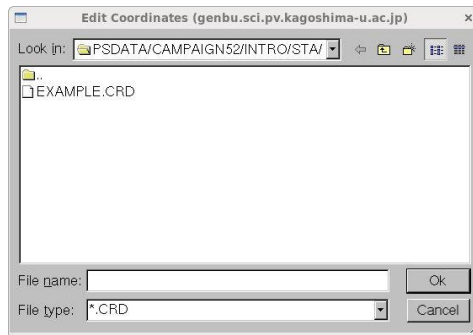 Edit Coordinates (genbu.sci.pv.kagoshima-u.ac.jp)
Look in: PSDATA/CAMPAIGN52/INTRO/STA/
..
EXAMPLE.CRD
File name: Ok
File type: *.CRD Cancel